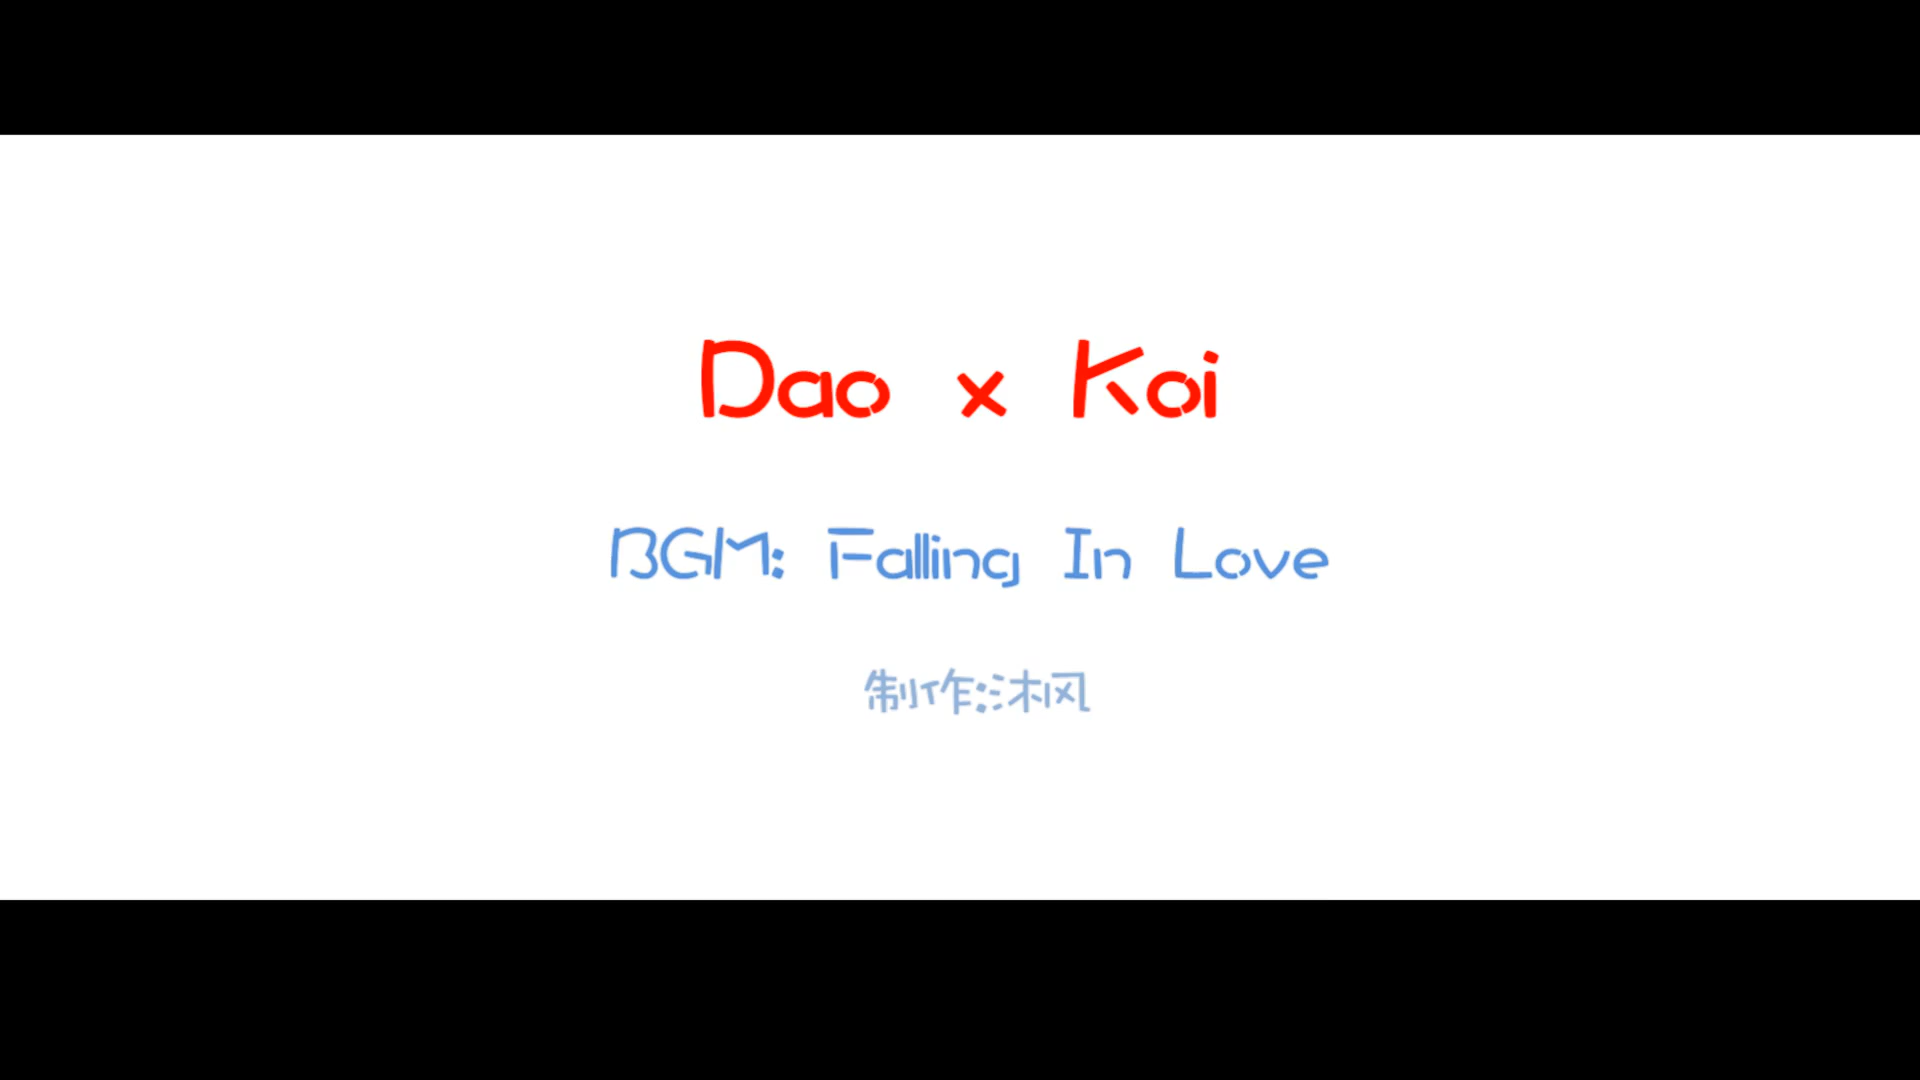 Dao x Koi
BGM: Falling In Love
制作:沐风